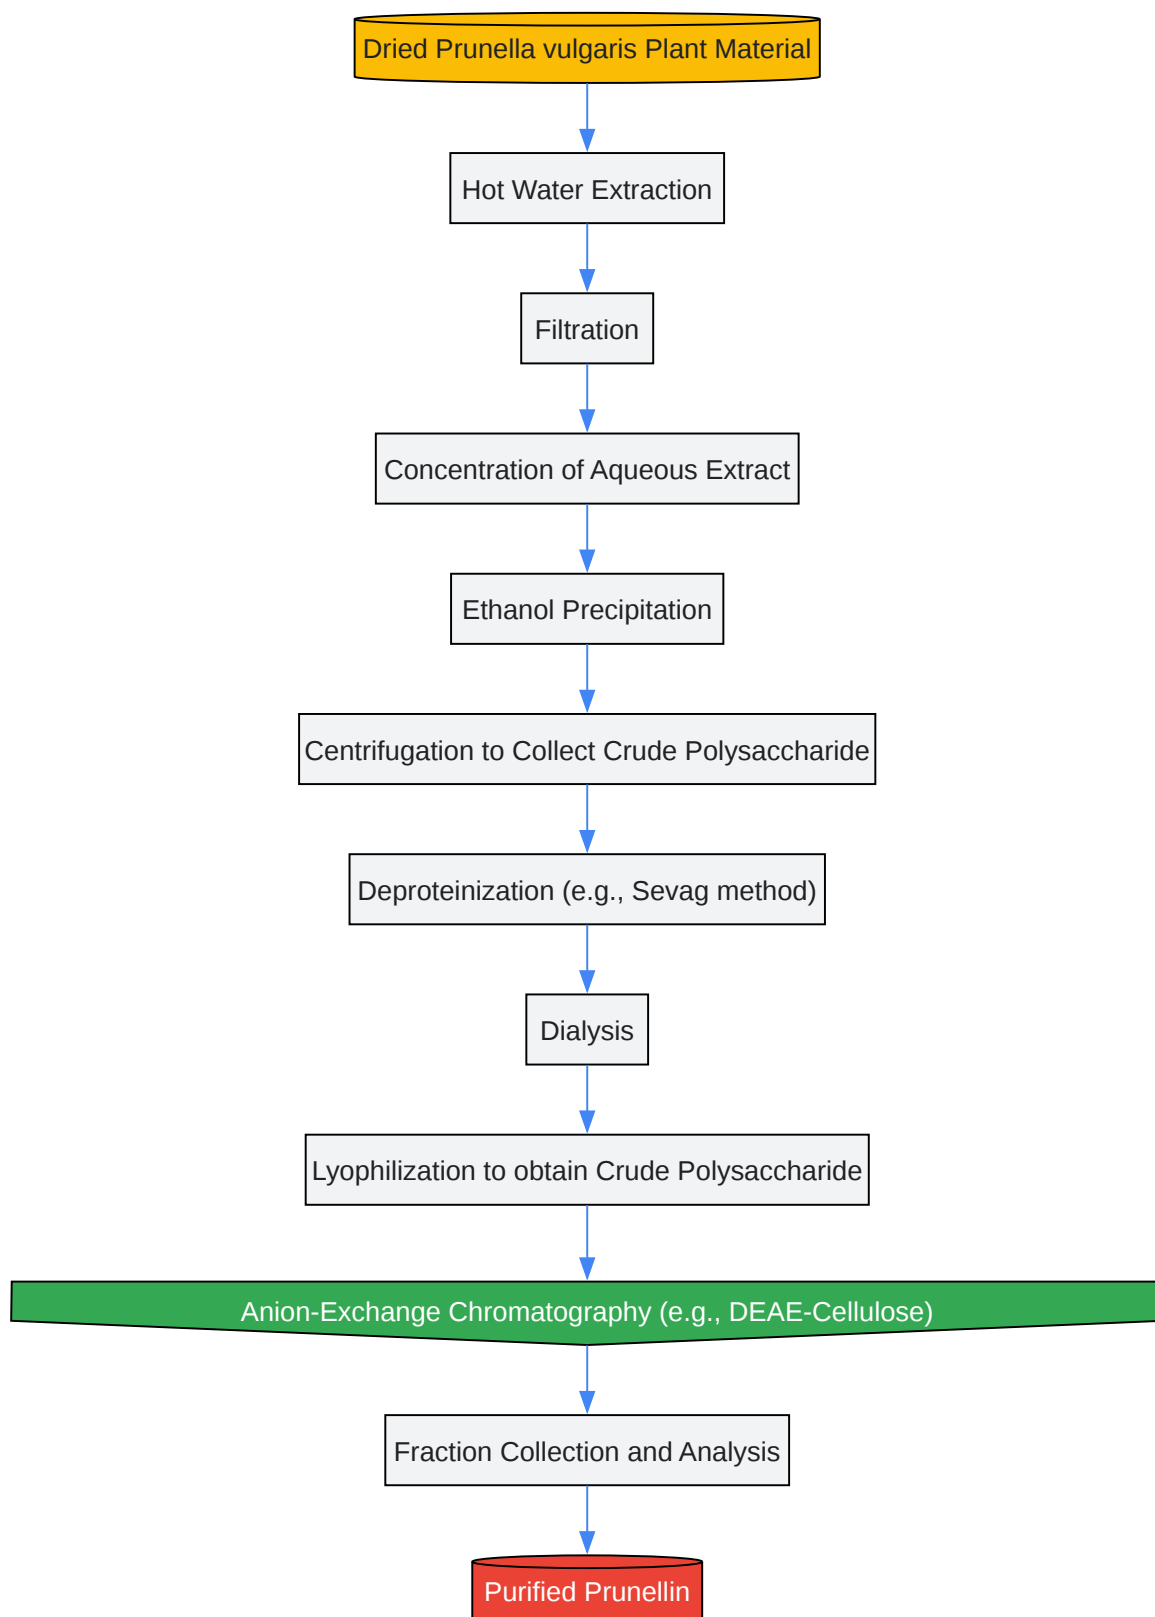 Dried Prunella vulgaris Plant Material
Hot Water Extraction
Filtration
Concentration of Aqueous Extract
Ethanol Precipitation
Centrifugation to Collect Crude Polysaccharide
Deproteinization (e.g., Sevag method)
Dialysis
Lyophilization to obtain Crude Polysaccharide
Anion-Exchange Chromatography (e.g., DEAE-Cellulose)
Fraction Collection and Analysis
Purified Prunellin